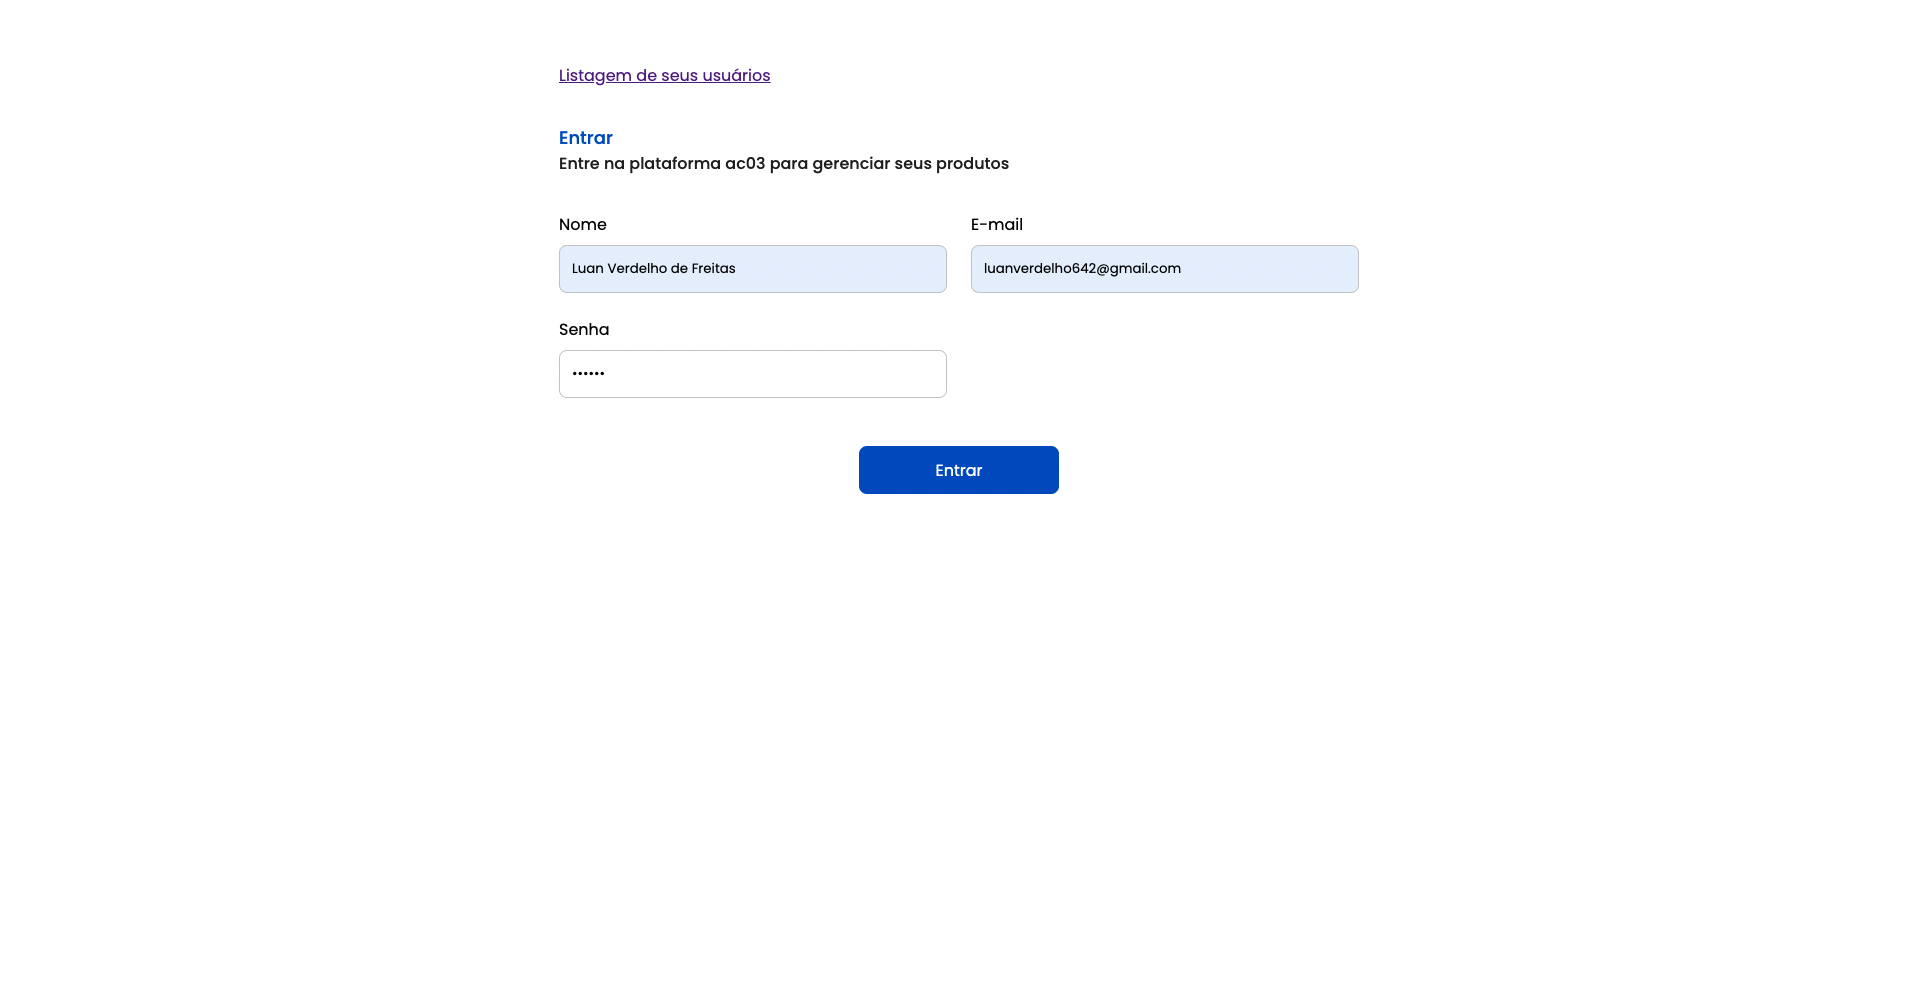 Listagem de seus usuários
Entrar
Entre na plataforma ac03 para gerenciar seus produtos
Nome
E-mail
Luan Verdelho de Freitas
luanverdelho642@gmail.com
Senha
••••••
Entrar